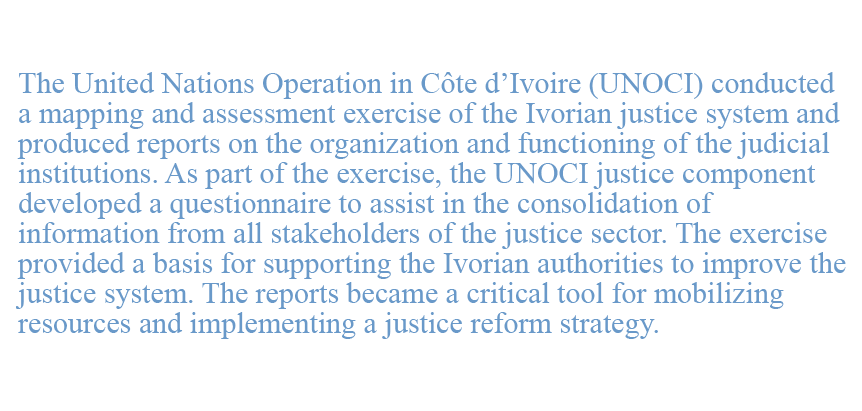 The United Nations Operation in Côte d’Ivoire (UNOCI) conducted
a mapping and assessment exercise of the Ivorian justice system and
produced reports on the organization and functioning of the judicial
institutions. As part of the exercise, the UNOCI justice component
developed a questionnaire to assist in the consolidation of
information from all stakeholders of the justice sector. The exercise
provided a basis for supporting the Ivorian authorities to improve the
justice system. The reports became a critical tool for mobilizing
resources and implementing a justice reform strategy.